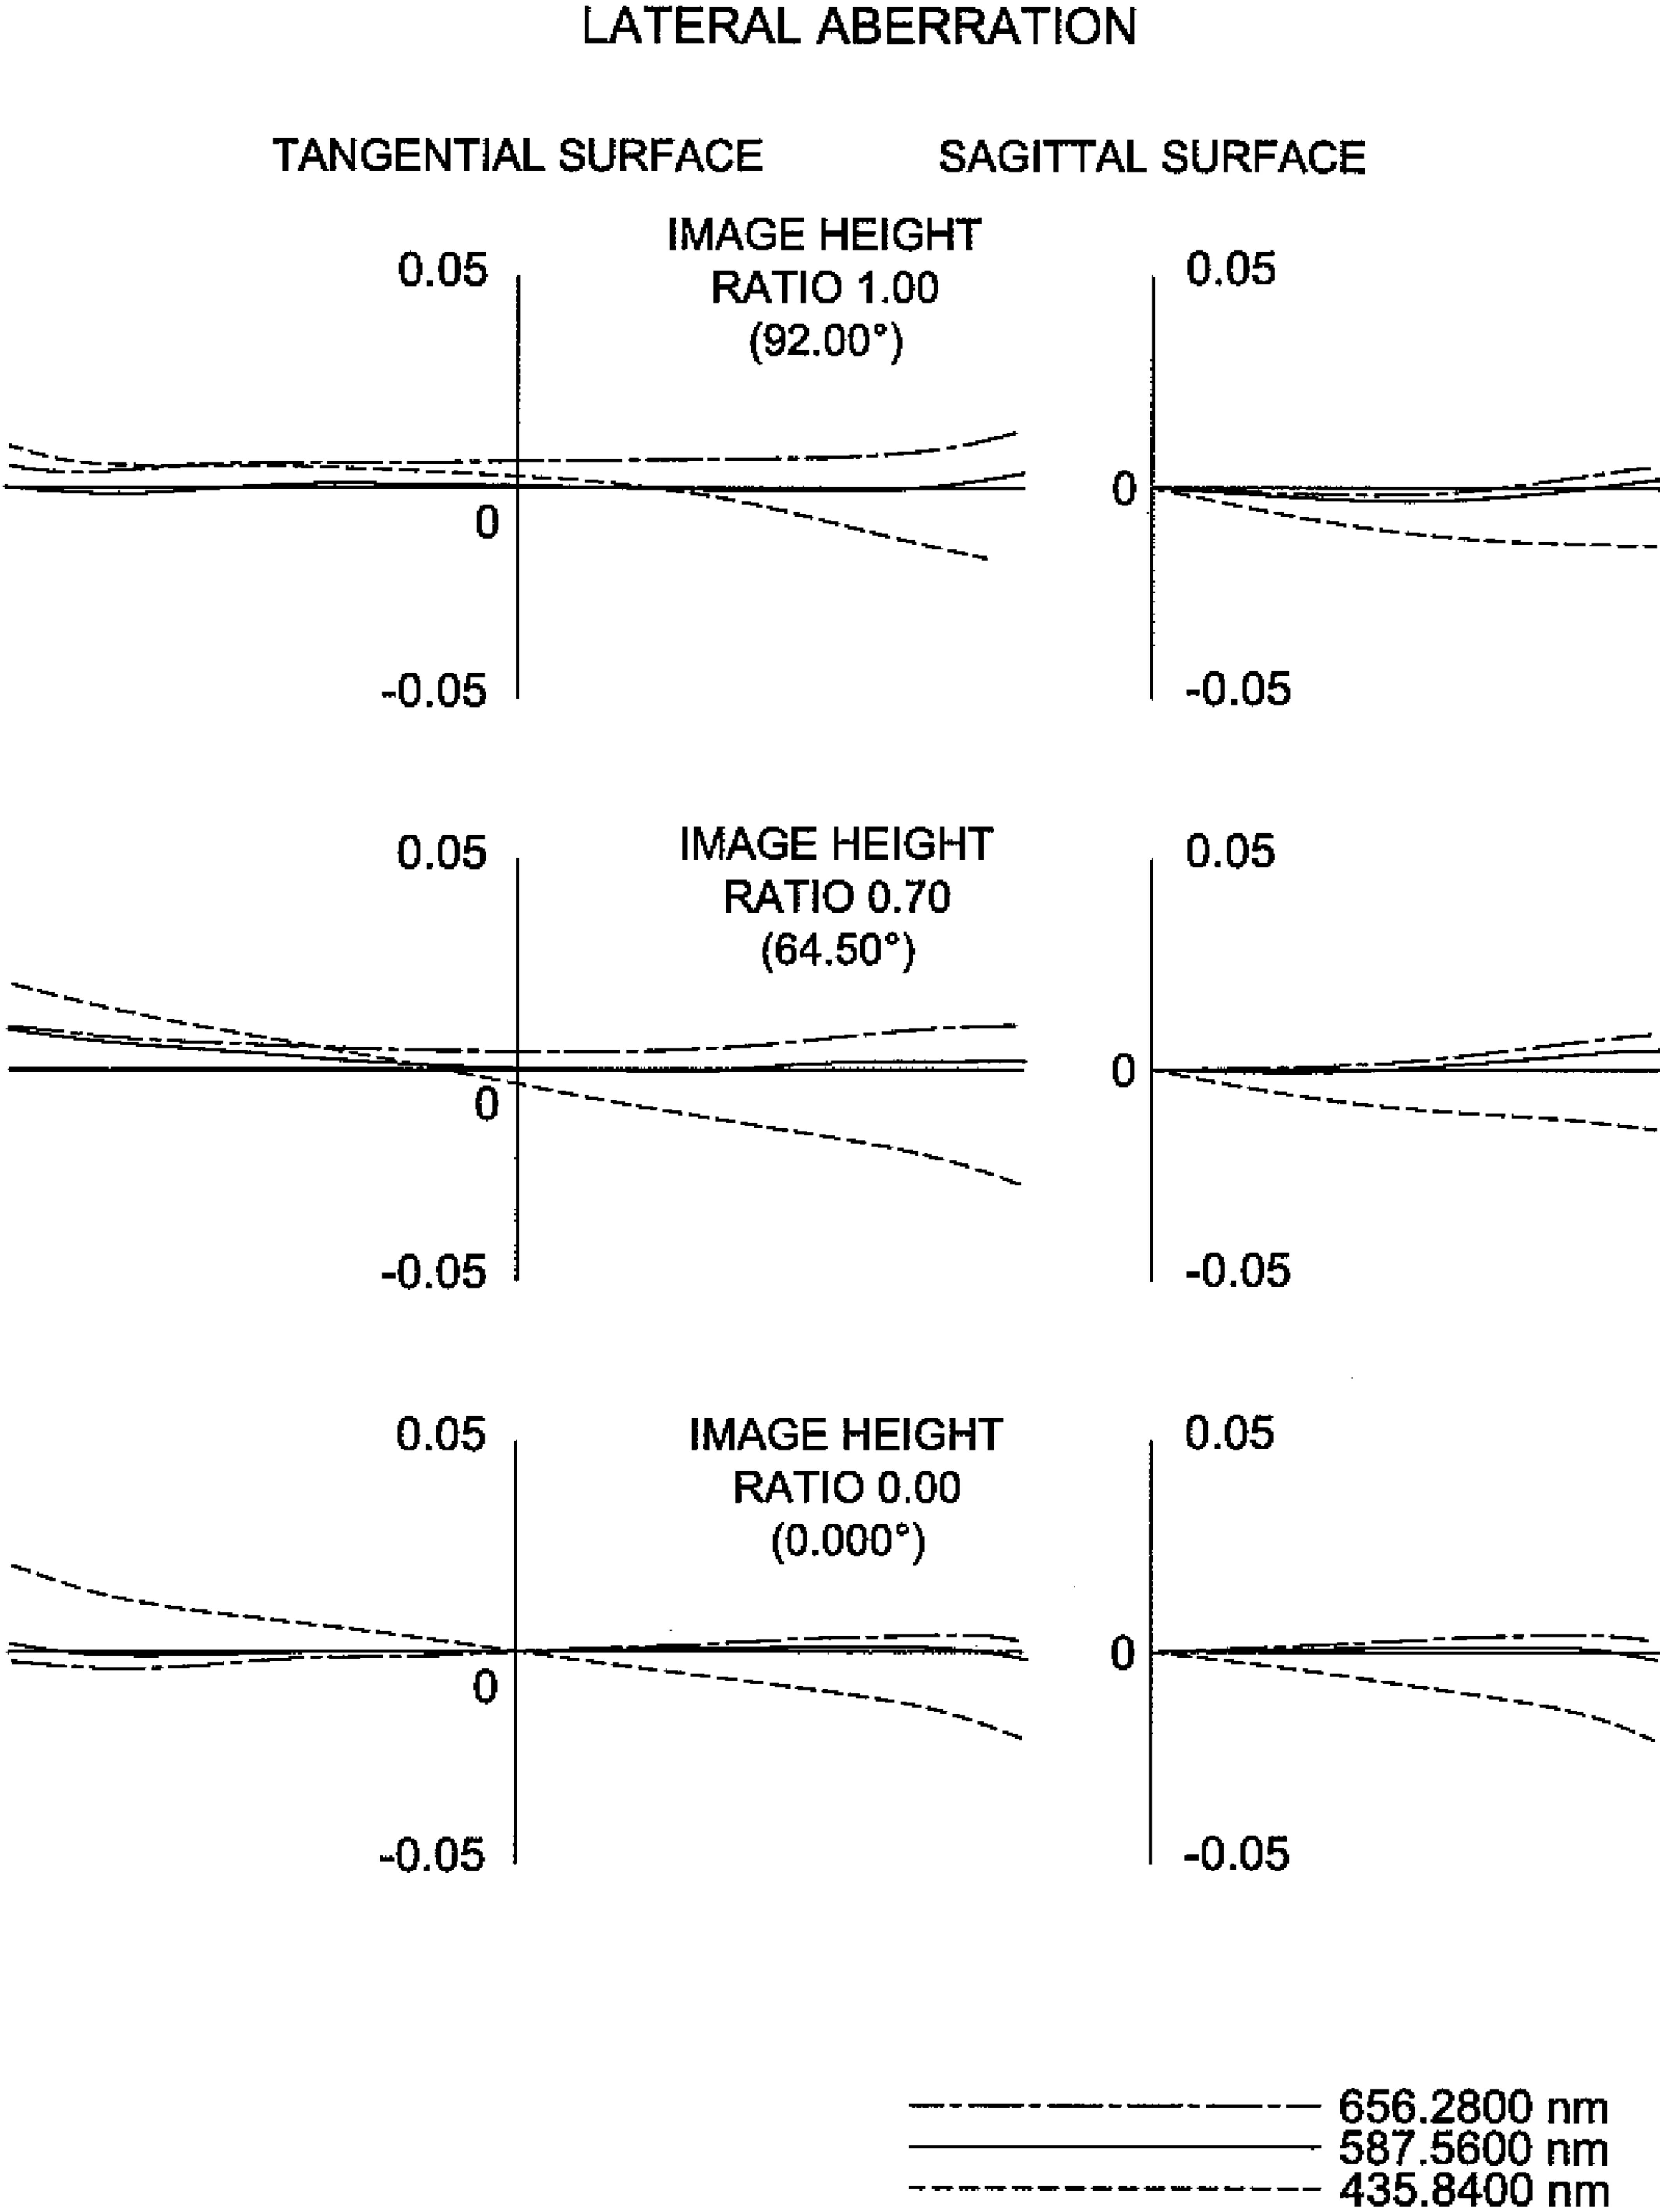 LATERAL ABERRATION
TANGENTIAL SURFACE SAGITTAL SURFACE
IMAGE HEIGHT
RATIO 1.00
(92.00°)
0.05
0.05
0
0
-0.05
-0.05
IMAGE HEIGHT
RATIO 0.70
(64.50°)
0.05
0.05
0
0
-0.05
-0.05
IMAGE HEIGHT
RATIO 0.00
(0.000°)
0.05
0.05
0
0
-0.05
-0.05
656.2800 nm
587.5600 nm
435.8400 nm